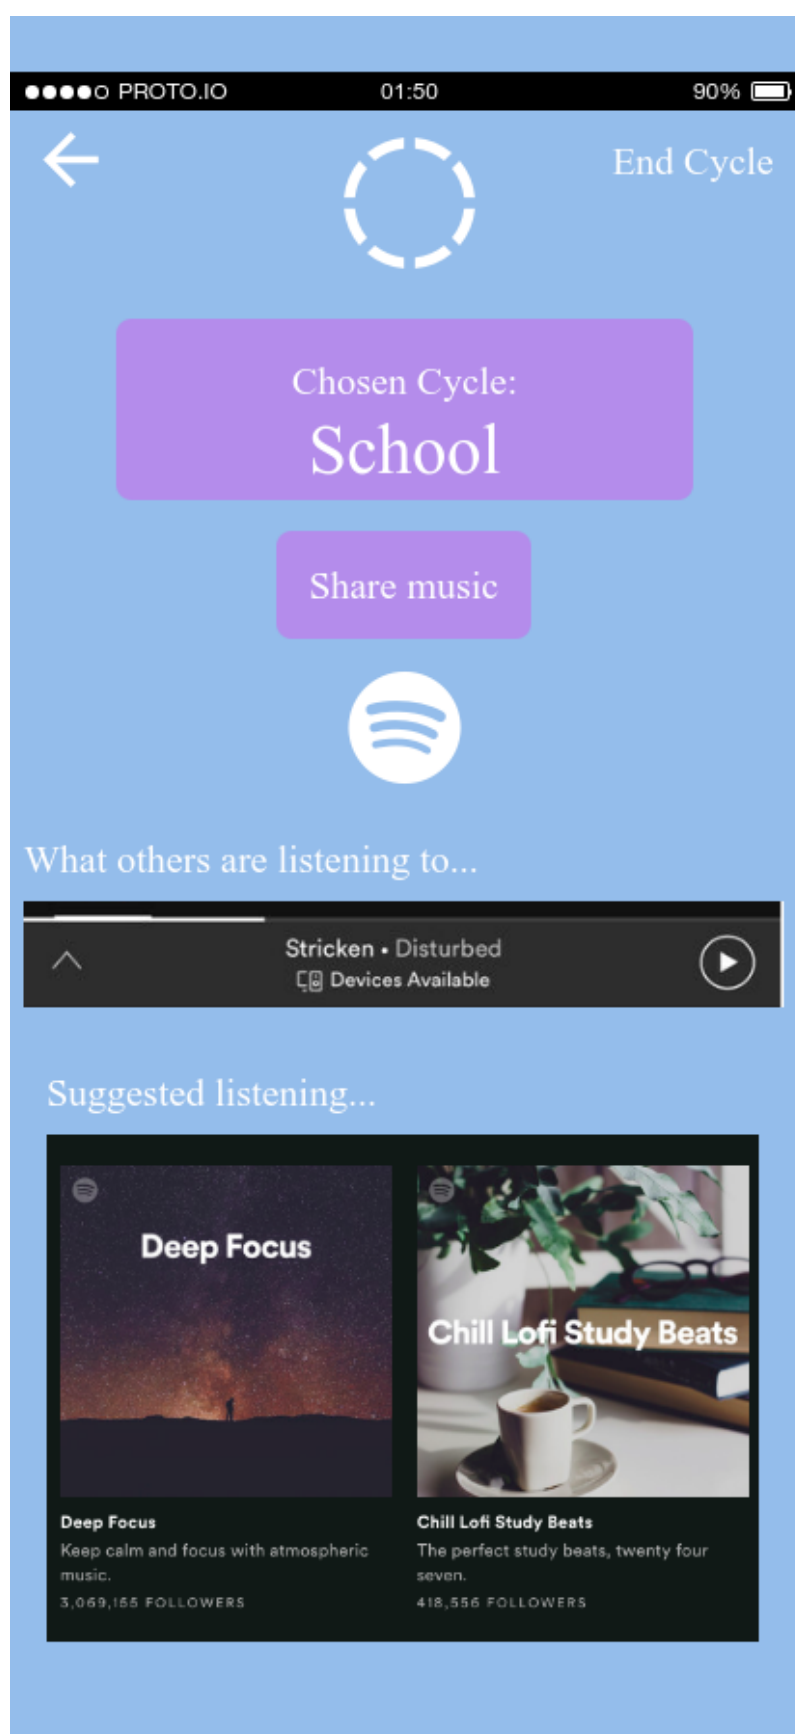 PROTO.IO 01:50 90%
End Cycle
Chosen Cycle:
School
Share music
What others are listening to...
Stricken • Disturbed
Devices Available
Suggested listening...
Deep Focus
Chill Lofi Study Beats
Deep Focus
Keep calm and focus with atmospheric
music.
3,069,155 FOLLOWERS
Chill Lofi Study Beats
The perfect study beats, twenty four
seven.
418,556 FOLLOWERS